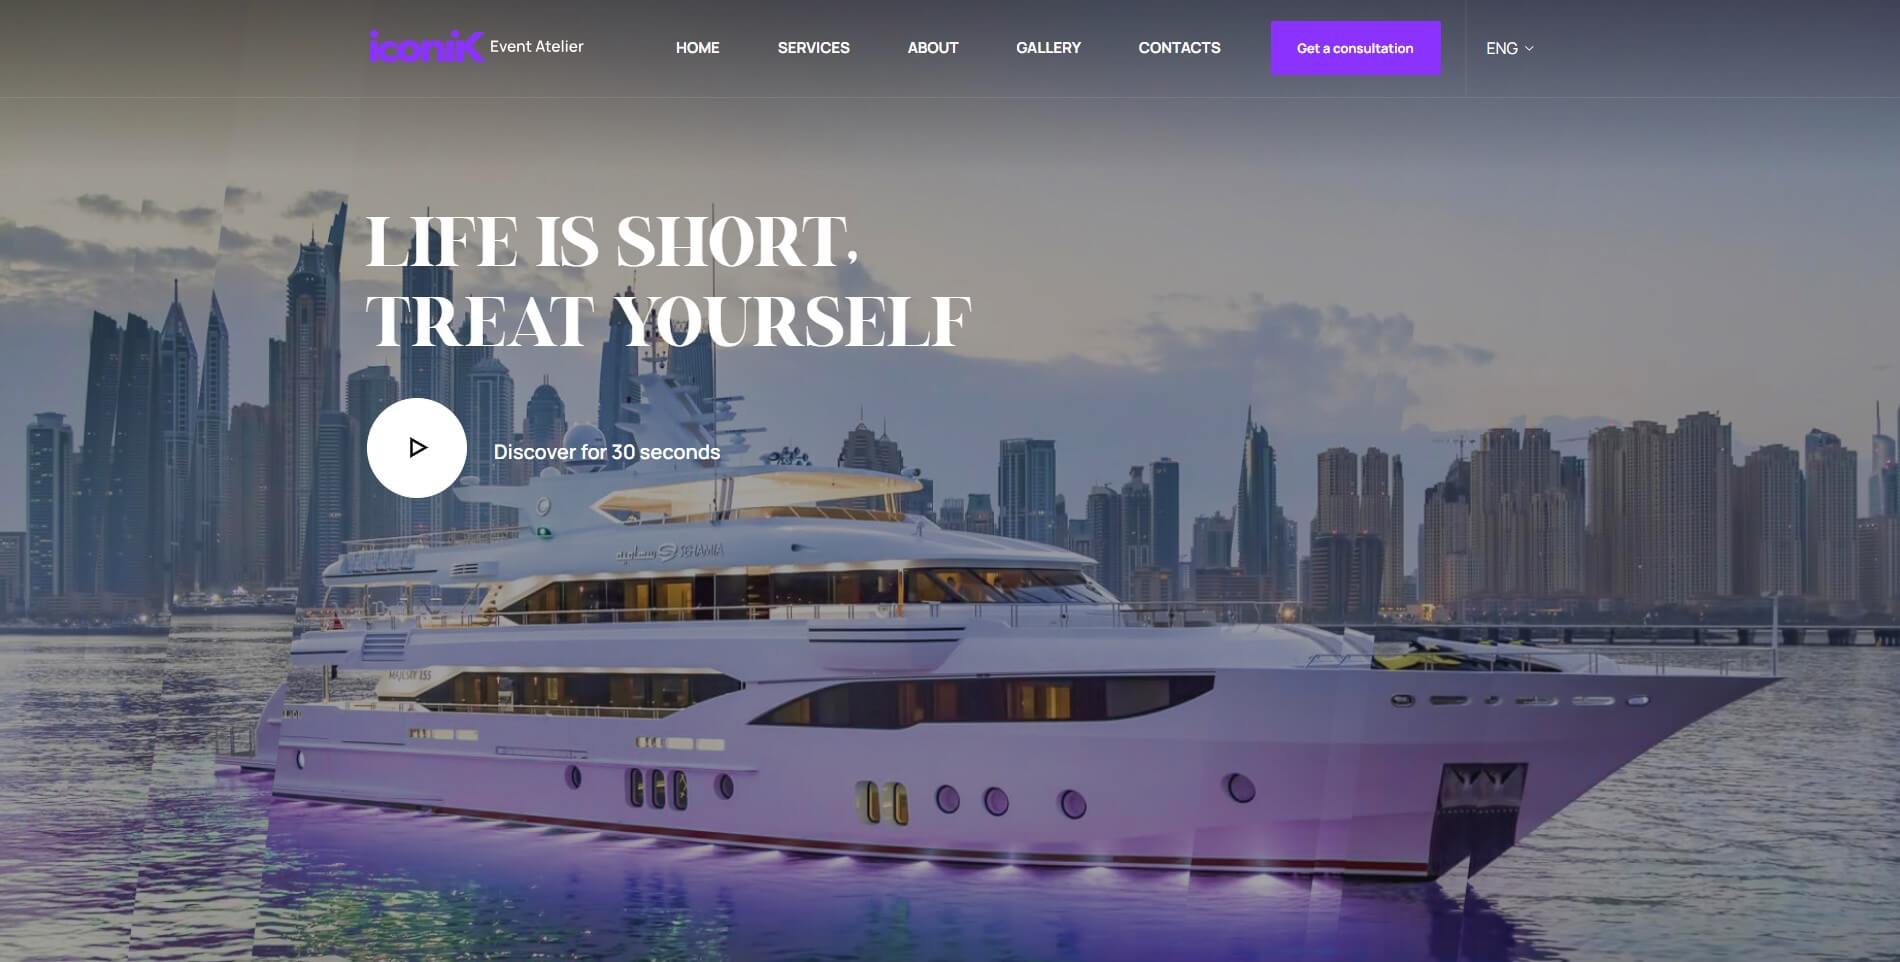 iconiK Event Atelier
HOME
SERVICES
ABOUT
GALLERY
CONTACTS
Get a consultation
ENG
LIFE IS SHORT,
TREAT YOURSELF
Discover for 30 seconds
SEHAMIA
MAJESTY 155